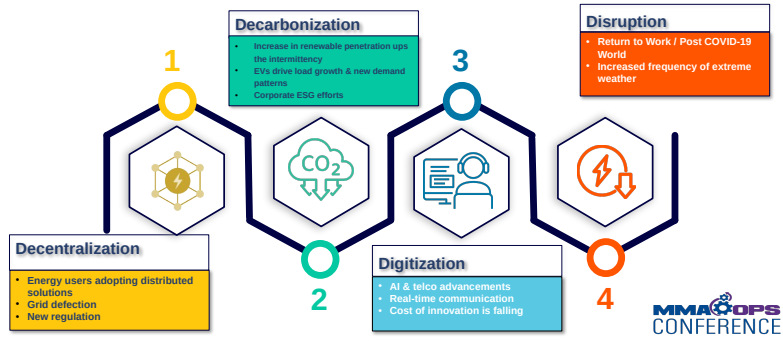 1
Decentralization
• Energy users adopting distributed
solutions
• Grid defection
• New regulation
Decarbonization
• Increase in renewable penetration ups
the intermittency
• EVs drive load growth & new demand
patterns
• Corporate ESG efforts
CO2
2
3
Digitization
• AI & telco advancements
• Real-time communication
• Cost of innovation is falling
Disruption
• Return to Work / Post COVID-19
World
• Increased frequency of extreme
weather
4
MMA OPS
CONFERENCE